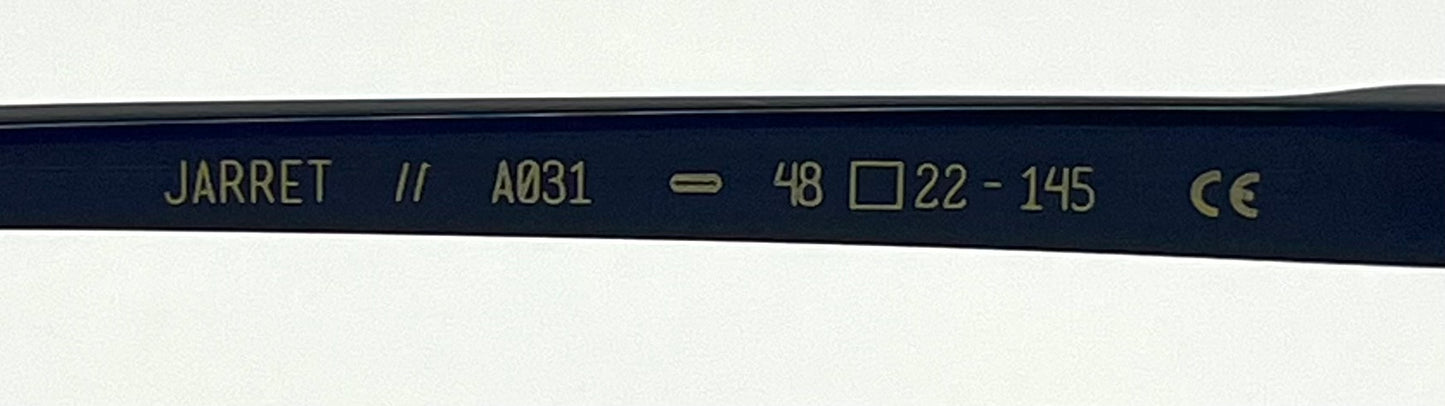 JARRET // A031 48 □ 22 - 145 CE